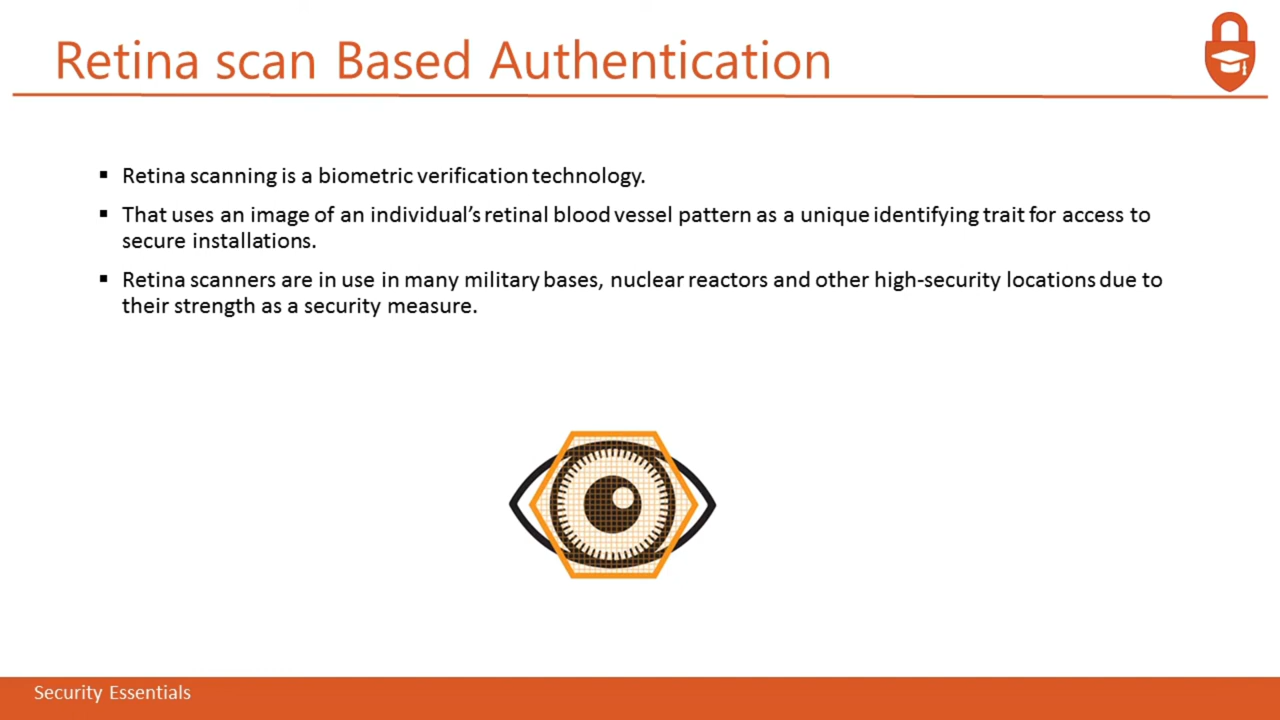 Retina scan Based Authentication
▪ Retina scanning is a biometric verification technology.
▪ That uses an image of an individual’s retinal blood vessel pattern as a unique identifying trait for access to
secure installations.
▪ Retina scanners are in use in many military bases, nuclear reactors and other high-security locations due to
their strength as a security measure.
Security Essentials